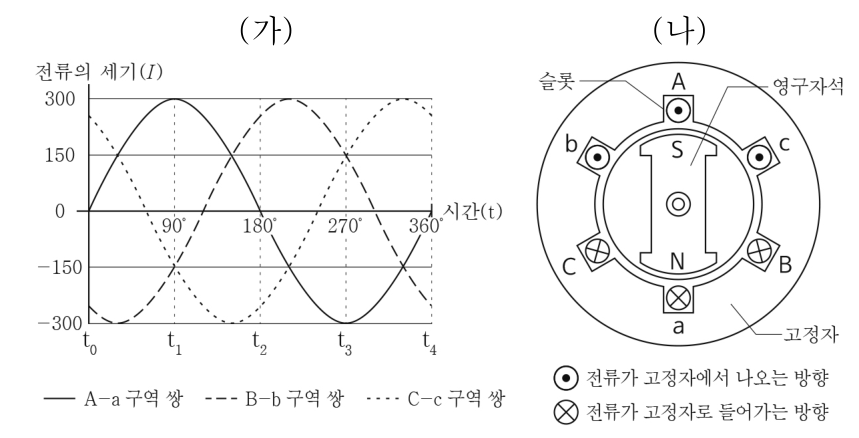 (가)
전류의 세기(I)
300
150
0
-150
-300
90°
180°
270°
360°
시간(t)
t0
t1
t2
t3
t4
A-a 구역 쌍
B-b 구역 쌍
C-c 구역 쌍
(나)
슬롯
A
영구자석
b
S
c
C
N
B
a
고정자
전류가 고정자에서 나오는 방향
전류가 고정자로 들어가는 방향